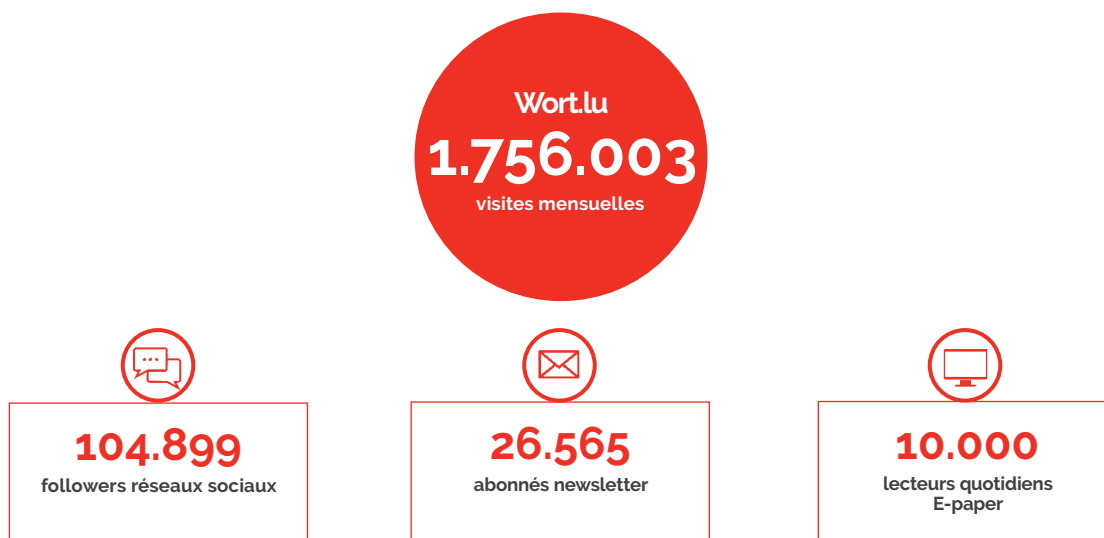 Wort.lu
1.756.003
visites mensuelles
104.899
followers réseaux sociaux
26.565
abonnés newsletter
10.000
lecteurs quotidiens
E-paper